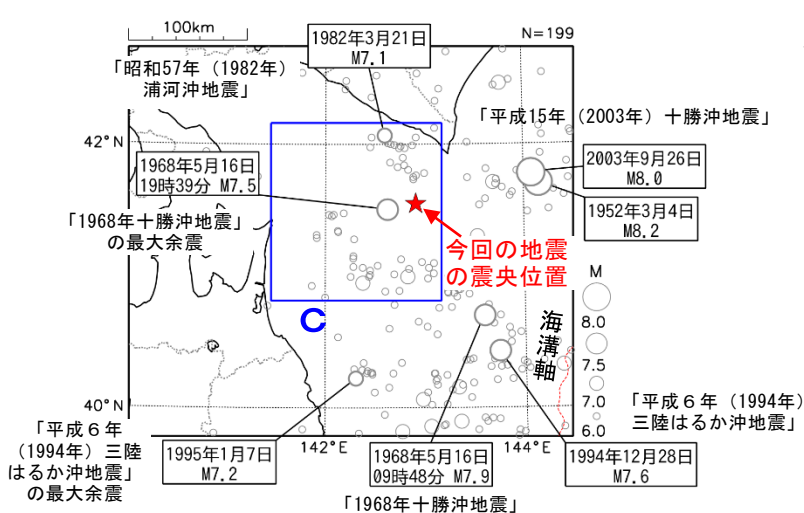 100km
N=199
1982年3月21日
M7.1
「昭和57年（1982年）
浦河沖地震」
「平成15年（2003年）十勝沖地震」
42°N
1968年5月16日
19時39分 M7.5
2003年9月26日
M8.0
1952年3月4日
M8.2
「1968年十勝沖地震」
の最大余震
今回の地震
の震央位置
M
8.0
7.5
7.0
6.0
C
海溝軸
40°N
142°E
144°E
「平成６年（1994年）
三陸はるか沖地震」
「平成６年
（1994年）三陸
はるか沖地震」
の最大余震
1995年1月7日
M7.2
1968年5月16日
09時48分 M7.9
1994年12月28日
M7.6
「1968年十勝沖地震」